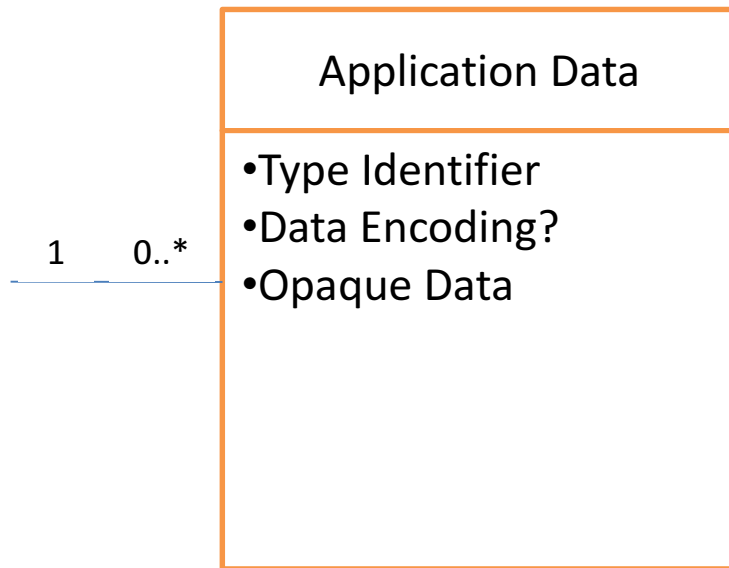 Application Data
•Type Identifier
•Data Encoding?
•Opaque Data
1 0..*